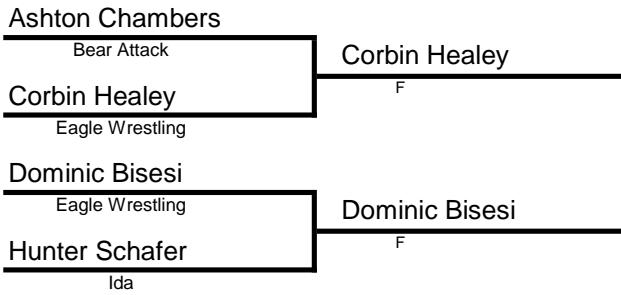 Ashton Chambers
Bear Attack
Corbin Healey
F
Corbin Healey
Eagle Wrestling
Dominic Bisesi
Eagle Wrestling
Dominic Bisesi
F
Hunter Schafer
Ida